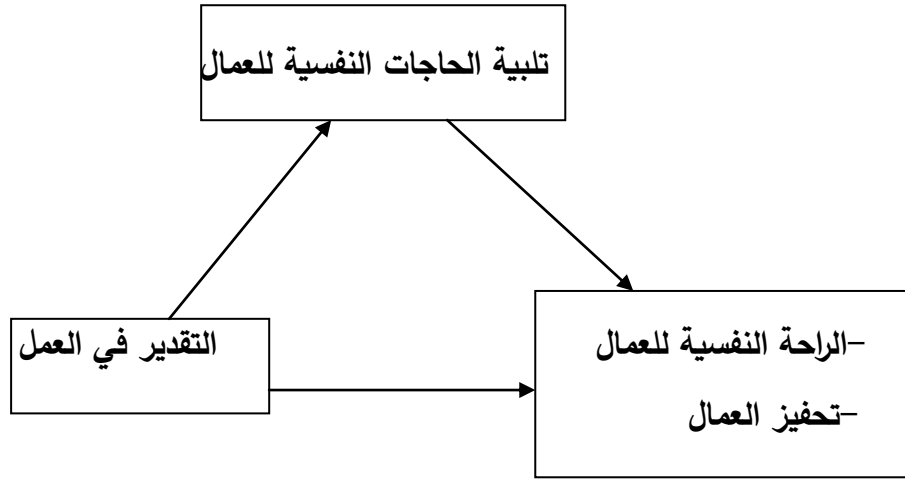 تلبية الحاجات النفسية للعمال
التقدير في العمل
-الراحة النفسية للعمال
-تحفيز العمال